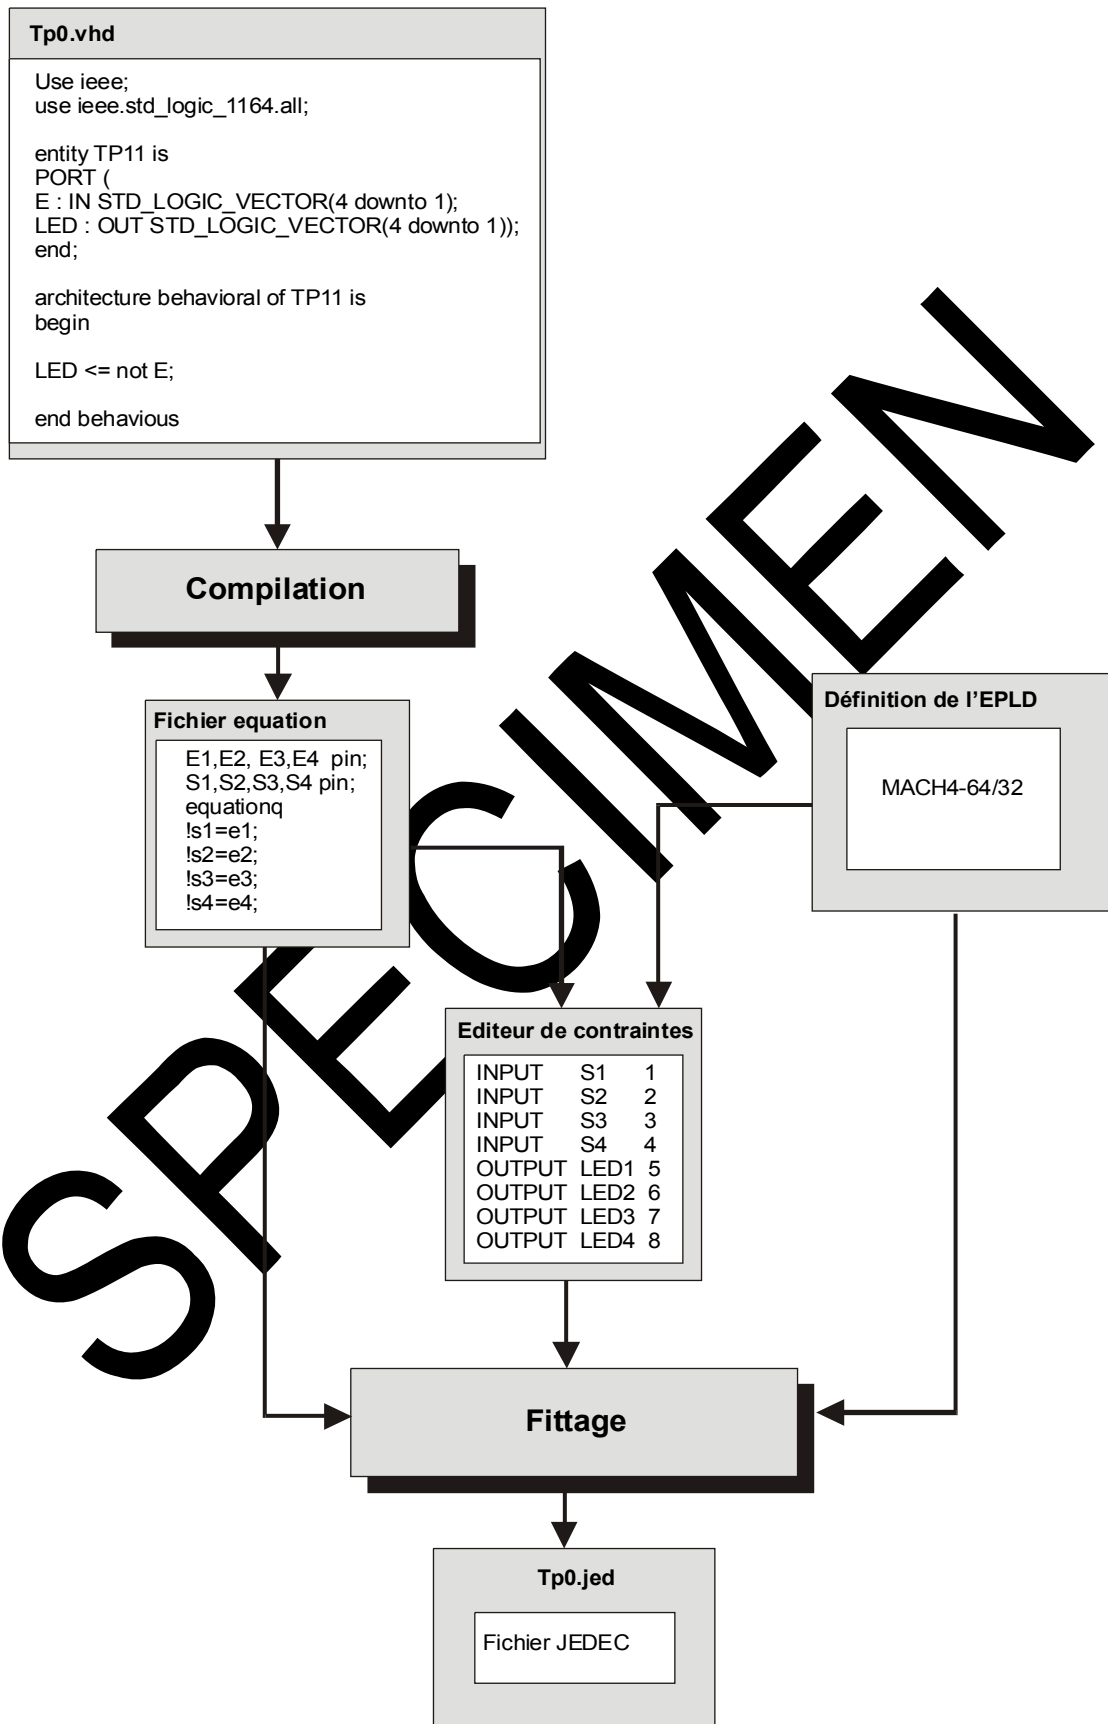 Tp0.vhd
Use ieee;
use ieee.std_logic_1164.all;
entity TP11 is
PORT (
E : IN STD_LOGIC_VECTOR(4 downto 1);
LED : OUT STD_LOGIC_VECTOR(4 downto 1));
end;
architecture behavioral of TP11 is
begin
LED <= not E;
end behavious
Compilation
Fichier equation
E1,E2, E3,E4 pin;
S1,S2,S3,S4 pin;
equationq
!s1=e1;
!s2=e2;
!s3=e3;
!s4=e4;
Définition de l'EPLD
MACH4-64/32
Editeur de contraintes
INPUT S1 1
INPUT S2 2
INPUT S3 3
INPUT S4 4
OUTPUT LED1 5
OUTPUT LED2 6
OUTPUT LED3 7
OUTPUT LED4 8
Fittage
Tp0.jed
Fichier JEDEC
SPECIMEN